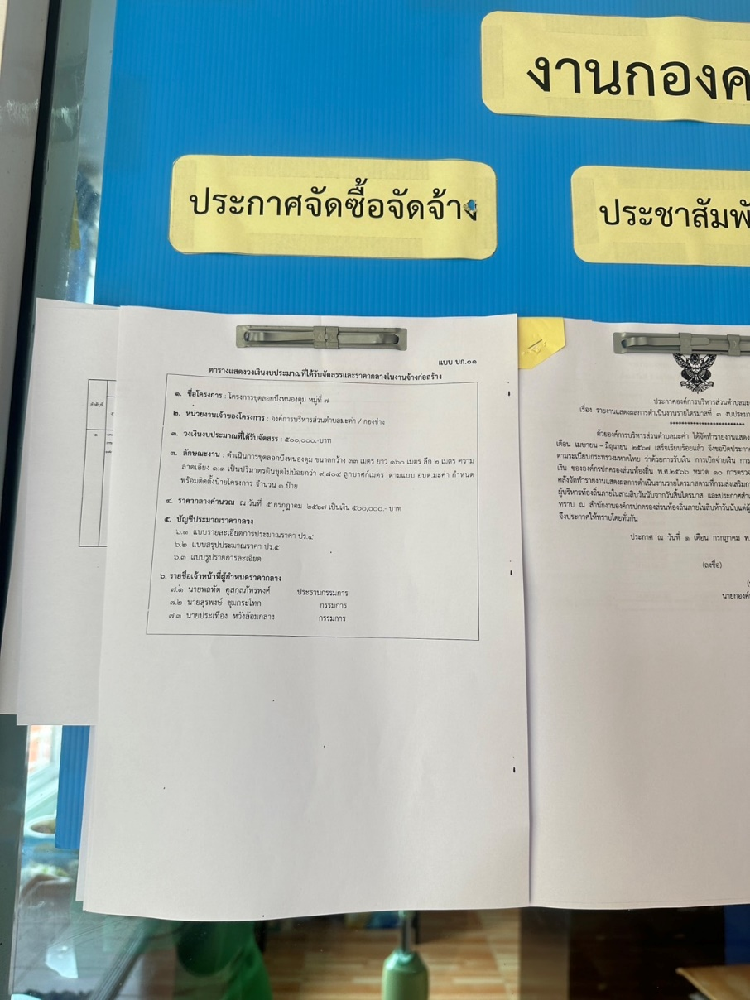 งานกองค
ประกาศจัดซื้อจัดจ้าง
ประชาสัมพั
แบบ บก.๐๑
ตารางแสดงวงเงินงบประมาณที่ได้รับจัดสรรและราคากลางในงานจ้างก่อสร้าง
๑. ชื่อโครงการ : โครงการขุดลอกบึงหนองคุม หมู่ที่ ๗
๒. หน่วยงานเจ้าของโครงการ : องค์การบริหารส่วนตำบลมะค่า / กองช่าง
๓. วงเงินงบประมาณที่ได้รับจัดสรร : ๕๐๐,๐๐๐.-บาท
๓. ลักษณะงาน : ดำเนินการขุดลอกบึงหนองคุม ขนาดกว้าง ๓๓ เมตร ยาว ๑๖๐ เมตร ลึก ๒ เมตร ความ
ลาดเอียง ๑:๑ เป็นปริมาตรดินขุดไม่น้อยกว่า ๙,๘๐๔ ลูกบาศก์เมตร ตามแบบ อบต.มะค่า กำหนด
พร้อมติดตั้งป้ายโครงการ จำนวน ๑ ป้าย
๔. ราคากลางคำนวณ ณ วันที่ ๕ กรกฎาคม ๒๕๖๗ เป็นเงิน ๕๐๐,๐๐๐.- บาท
๕. บัญชีประมาณราคากลาง
๖.๑ แบบรายละเอียดการประมาณราคา ปร.๔
๖.๒ แบบสรุปประมาณราคา ปร.๕
๖.๓ แบบรูปรายการละเอียด
๖. รายชื่อเจ้าหน้าที่ผู้กำหนดราคากลาง
๗.๑ นายพลทัต คูสกุลภัทรพงศ์ ประธานกรรมการ
๗.๒ นายสุรพงษ์ ชุมกระโทก กรรมการ
๗.๓ นายประเทือง หวังล้อมกลาง กรรมการ
ลำดับที่
๑
ประกาศองค์การบริหารส่วนตำบลมะ
เรื่อง รายงานแสดงผลการดำเนินงานรายไตรมาสที่ ๓ งบประมา
*************************
ด้วยองค์การบริหารส่วนตำบลมะค่า ได้จัดทำรายงานแสดง
เดือน เมษายน – มิถุนายน ๒๕๖๗ เสร็จเรียบร้อยแล้ว จึงขอปิดประกา
ตามระเบียบกระทรวงมหาดไทย ว่าด้วยการรับเงิน การเบิกจ่ายเงิน การ
เงิน ขององค์กรปกครองส่วนท้องถิ่น พ.ศ.๒๕๖๖ หมวด ๑๐ การตรวจ
คลังจัดทำรายงานแสดงผลการดำเนินงานรายไตรมาสตามที่กรมส่งเสริมกา
ผู้บริหารท้องถิ่นภายในสามสิบวันนับจากวันสิ้นไตรมาส และประกาศสำเ
ทราบ ณ สำนักงานองค์กรปกครองส่วนท้องถิ่นภายในสิบห้าวันนับแต่ผู้
จึงประกาศให้ทราบโดยทั่วกัน
ประกาศ ณ วันที่ ๑ เดือน กรกฎาคม พ.
(ลงชื่อ)
นายกองค์